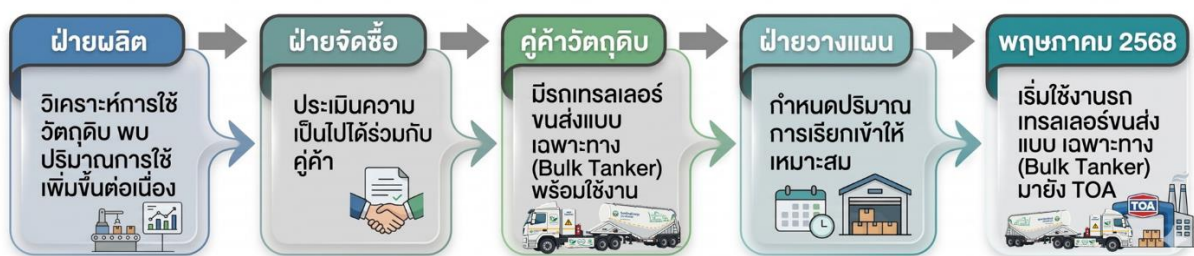 ฝ่ายผลิต
วิเคราะห์การใช้
วัตถุดิบ พบ
ปริมาณการใช้
เพิ่มขึ้นต่อเนื่อง
ฝ่ายจัดซื้อ
ประเมินความ
เป็นไปได้ร่วมกับ
คู่ค้า
คู่ค้าวัตถุดิบ
มีรถเทรลเลอร์
ขนส่งแบบ
เฉพาะทาง
(Bulk Tanker)
พร้อมใช้งาน
ฝ่ายวางแผน
กำหนดปริมาณ
การเรียกเข้าให้
เหมาะสม
พฤษภาคม 2568
เริ่มใช้งานรถ
เทรลเลอร์ขนส่ง
แบบ เฉพาะทาง
(Bulk Tanker)
มายัง TOA
TOA